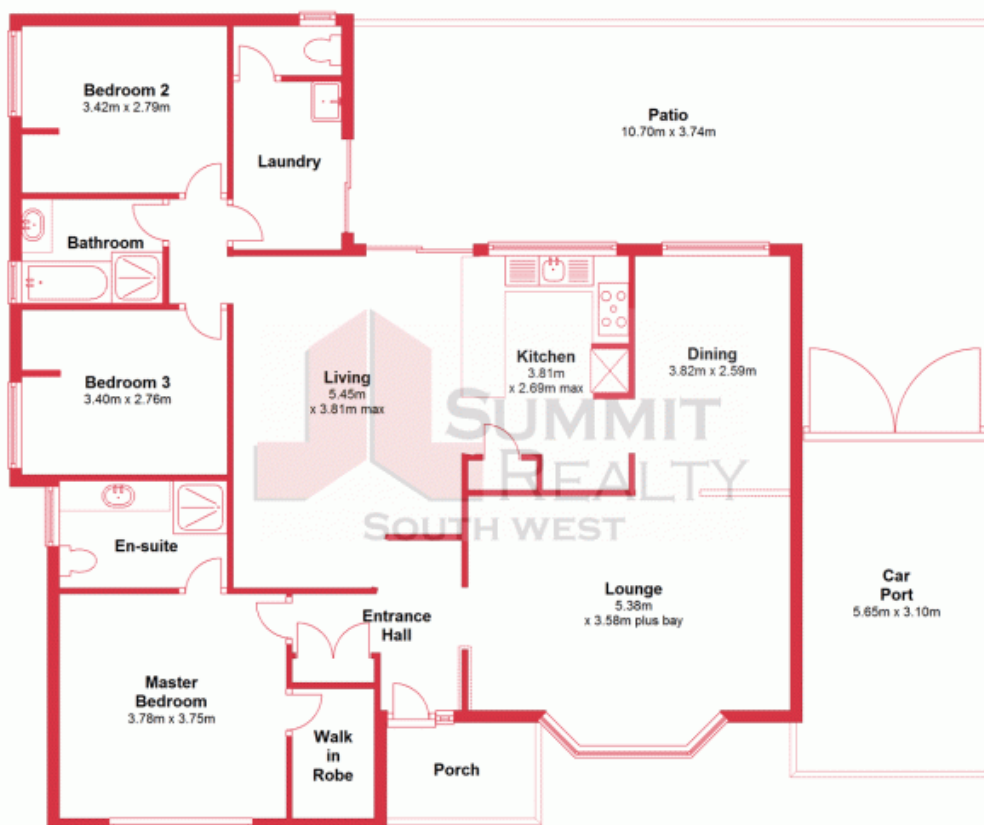 Bedroom 2
3.42m x 2.79m
Patio
10.70m x 3.74m
Laundry
Bathroom
Living
5.45m
x 3.81m max
Kitchen
3.81m
x 2.69m max
Dining
3.82m x 2.59m
Bedroom 3
3.40m x 2.76m
SUMMIT
REALTY
SOUTH WEST
En-suite
Entrance
Hall
Lounge
5.38m
x 3.58m plus bay
Car
Port
5.65m x 3.10m
Master
Bedroom
3.78m x 3.75m
Walk
in
Robe
Porch